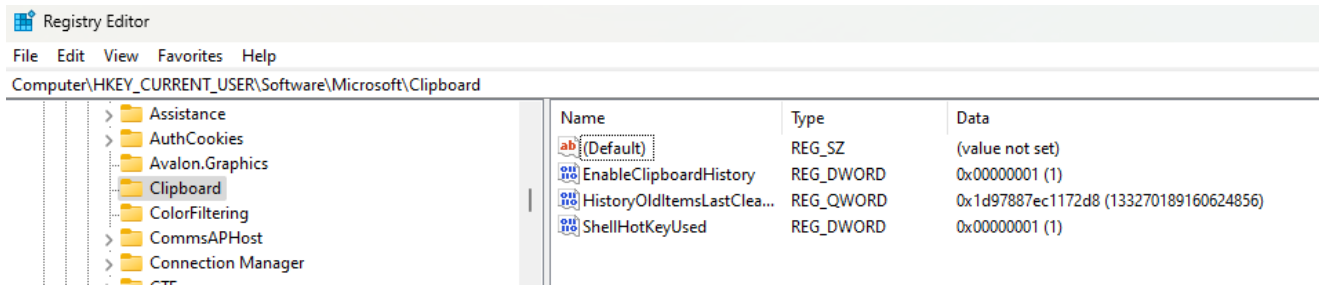 Registry Editor
File Edit View Favorites Help
Computer\HKEY_CURRENT_USER\Software\Microsoft\Clipboard
Assistance
AuthCookies
Avalon.Graphics
Clipboard
ColorFiltering
CommsAPHost
Connection Manager
Name Type Data
(Default) REG_SZ (value not set)
EnableClipboardHistory REG_DWORD 0x00000001 (1)
HistoryOldItemsLastClea... REG_QWORD 0x1d97887ec1172d8 (133270189160624856)
ShellHotKeyUsed REG_DWORD 0x00000001 (1)